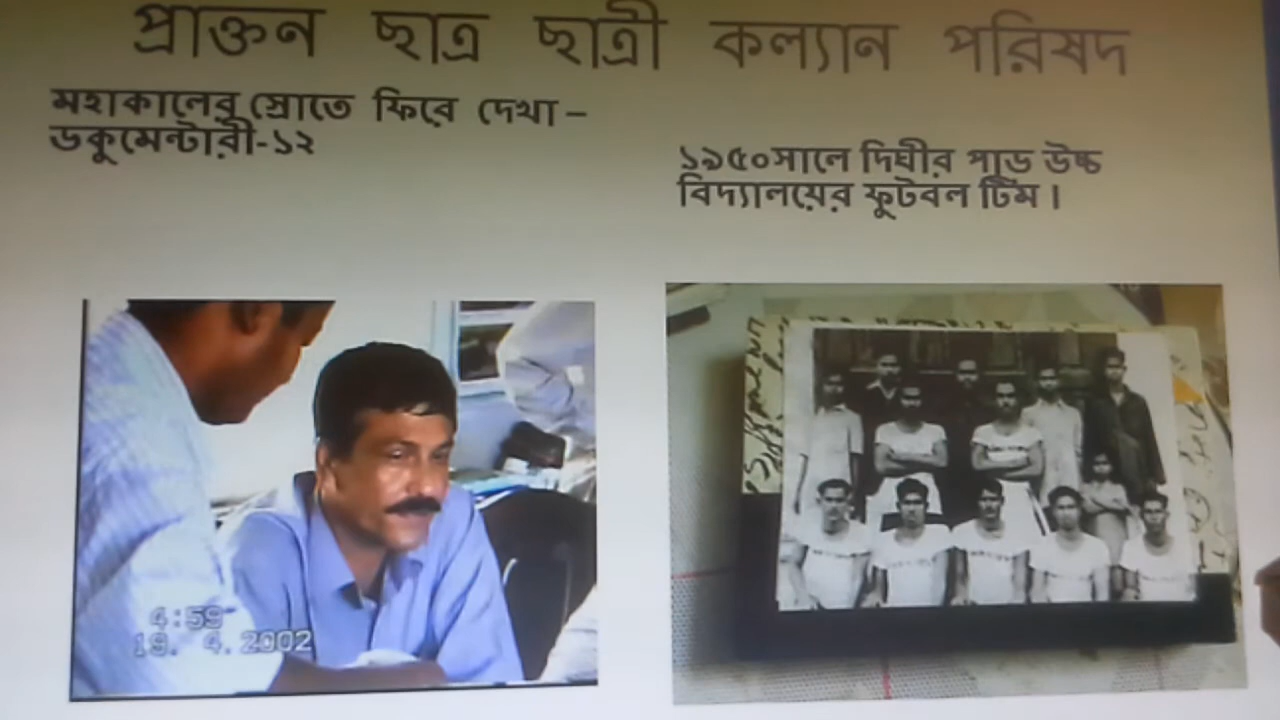 প্রাক্তন ছাত্র ছাত্রী কল্যান পরিষদ
মহাকালের স্রোতে ফিরে দেখা –
ডকুমেন্টারী-১২
১৯৫০সালে দিঘীর পাড উচ্চ
বিদ্যালয়ের ফুটবল টিম ।
4:59
19. 4.2002